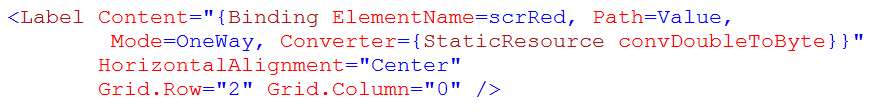 <Label Content="{Binding ElementName=scrRed, Path=Value,
Mode=OneWay, Converter={StaticResource convDoubleToByte}}"
HorizontalAlignment="Center"
Grid.Row="2" Grid.Column="0" />